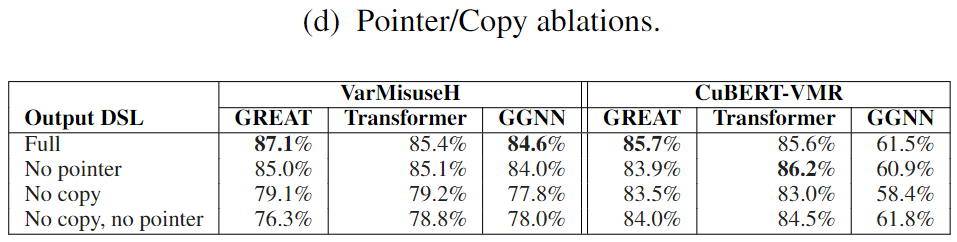 (d) Pointer/Copy ablations.
VarMisuseH CuBERT-VMR
Output DSL GREAT Transformer GGNN GREAT Transformer GGNN
Full 87.1% 85.4% 84.6% 85.7% 85.6% 61.5%
No pointer 85.0% 85.1% 84.0% 83.9% 86.2% 60.9%
No copy 79.1% 79.2% 77.8% 83.5% 83.0% 58.4%
No copy, no pointer 76.3% 78.8% 78.0% 84.0% 84.5% 61.8%